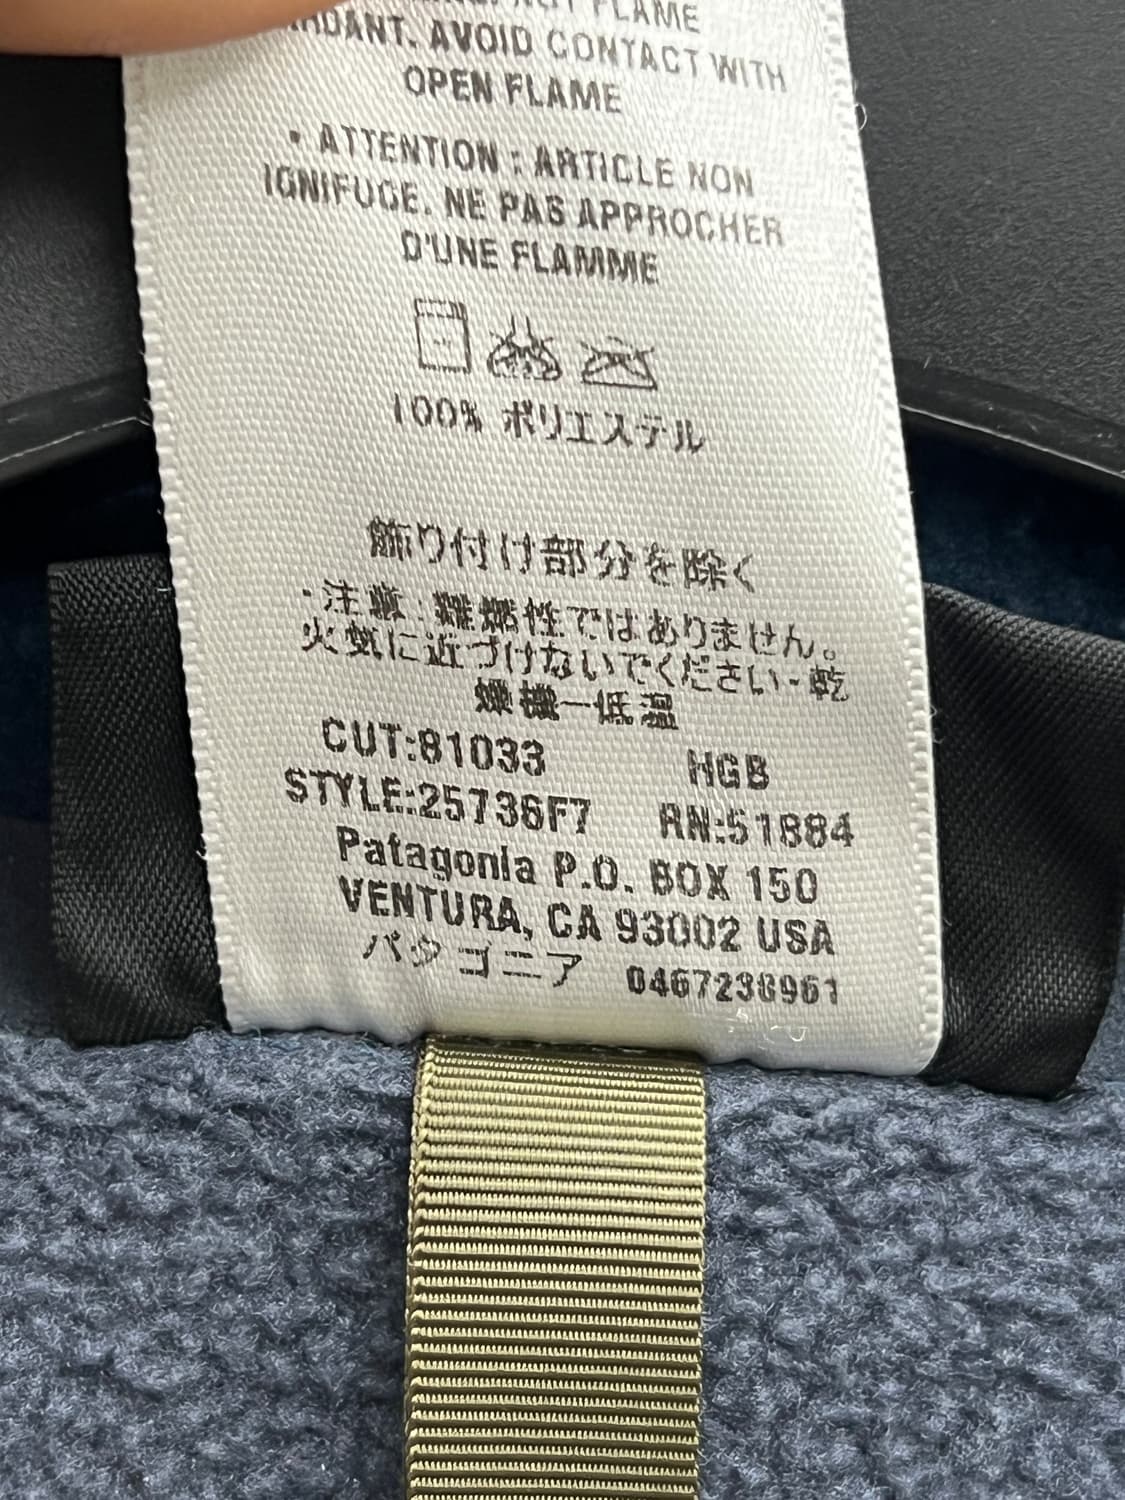 NOT FLAME
AVOID CONTACT WITH
OPEN FLAME
• ATTENTION : ARTICLE NON
IGNIFUGE. NE PAS APPROCHER
D'UNE FLAMME
100% ポリエステル
飾り付け部分を除く
・注意:難燃性ではありません。
火気に近づけないでください-乾
燥機一低温
CUT:81033 HGB
STYLE:25736F7 RN:51884
Patagonia P.O. BOX 150
VENTURA, CA 93002 USA
パタゴニア